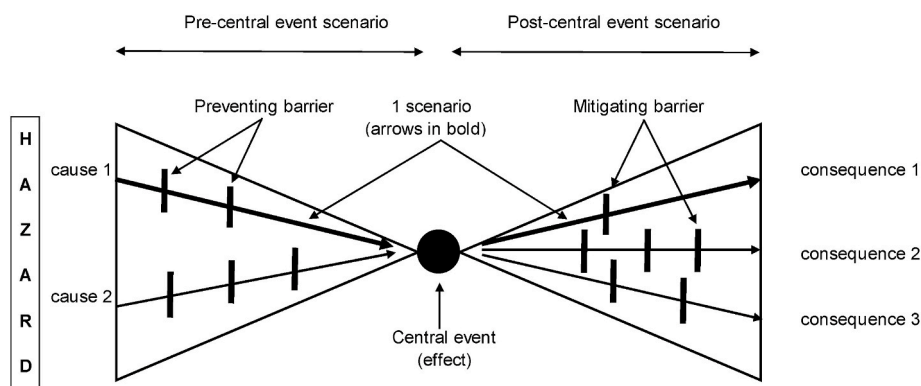 Pre-central event scenario
Post-central event scenario
Preventing barrier
1 scenario
(arrows in bold)
Mitigating barrier
H
A
Z
A
R
D
cause 1
cause 2
consequence 1
consequence 2
consequence 3
Central event
(effect)